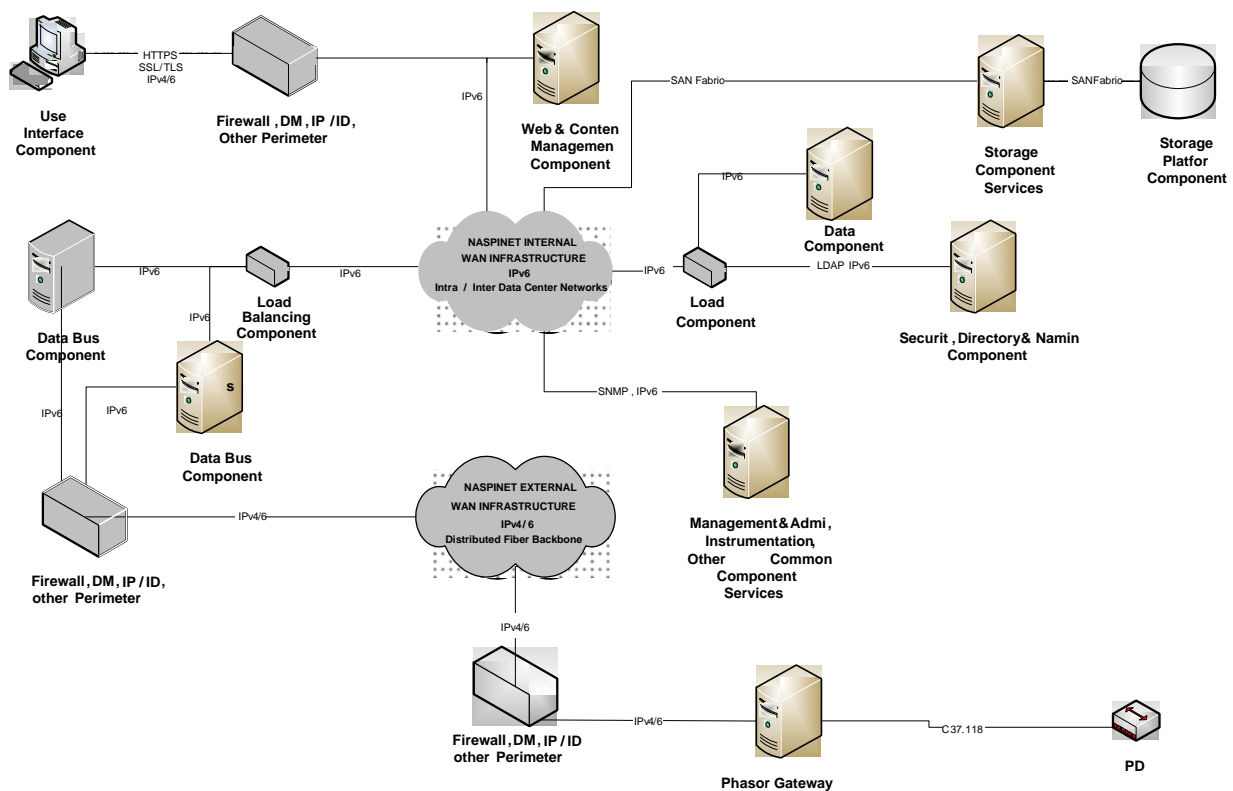 HTTPS
SSL/TLS
IPv4/6
Use
Interface
Component
Firewall , DM, IP / ID,
Other Perimeter
IPv6
Web & Conten
Managemen
Component
SAN Fabric
Storage
Component
Services
SANFabric
Storage
Platfor
Component
IPv6
Data
Component
IPv6
Load
Component
LDAP IPv6
Securit , Directory & Namin
Component
NASPINET INTERNAL
WAN INFRASTRUCTURE
IPv6
Intra / Inter Data Center Networks
IPv6
Load
Balancing
Component
IPv6
Data Bus
Component
IPv6
s
Data Bus
Component
IPv6
IPv6
Firewall, DM, IP / ID,
other Perimeter
IPv4/6
NASPINET EXTERNAL
WAN INFRASTRUCTURE
IPv4/ 6
Distributed Fiber Backbone
SNMP , IPv6
Management & Admi ,
Instrumentation,
Other Common
Component
Services
IPv4/6
Firewall, DM, IP / ID
other Perimeter
IPv4/6
Phasor Gateway
C37.118
PD